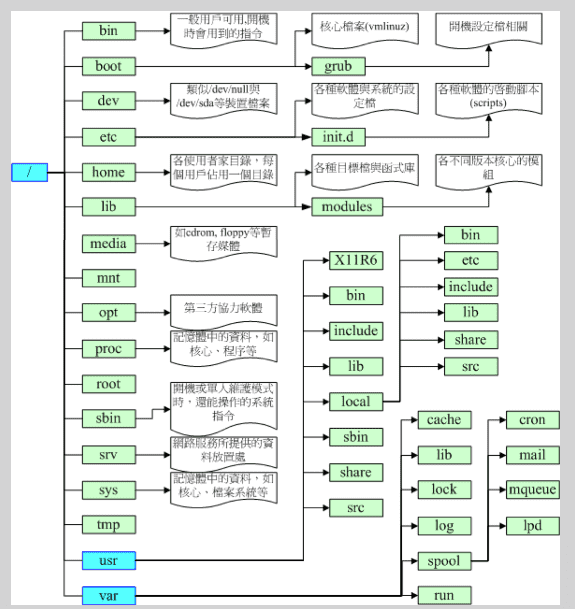 bin
一般用戶可用,開機
時會用到的指令
核心檔案(vmlinuz)
開機設定檔相關
boot
grub
dev
類似/dev/null與
/dev/sda等裝置檔案
各種軟體與系統的設
定檔
各種軟體的啓動腳本
(scripts)
etc
init.d
/
home
各使用者家目錄，每
個用戶佔用一個目錄
各種目標檔與函式庫
各不同版本核心的模
組
lib
modules
media
如cdrom, floppy等暫
存媒體
mnt
opt
第三方協力軟體
proc
記憶體中的資料，如
核心、程序等
root
sbin
開機或單人維護模式
時，還能操作的系統
指令
srv
網路服務所提供的資
料放置處
sys
記憶體中的資料，如
核心、檔案系統等
tmp
usr
var
X11R6
bin
include
lib
local
sbin
share
src
bin
etc
include
lib
share
src
cache
lib
lock
log
spool
run
cron
mail
mqueue
lpd